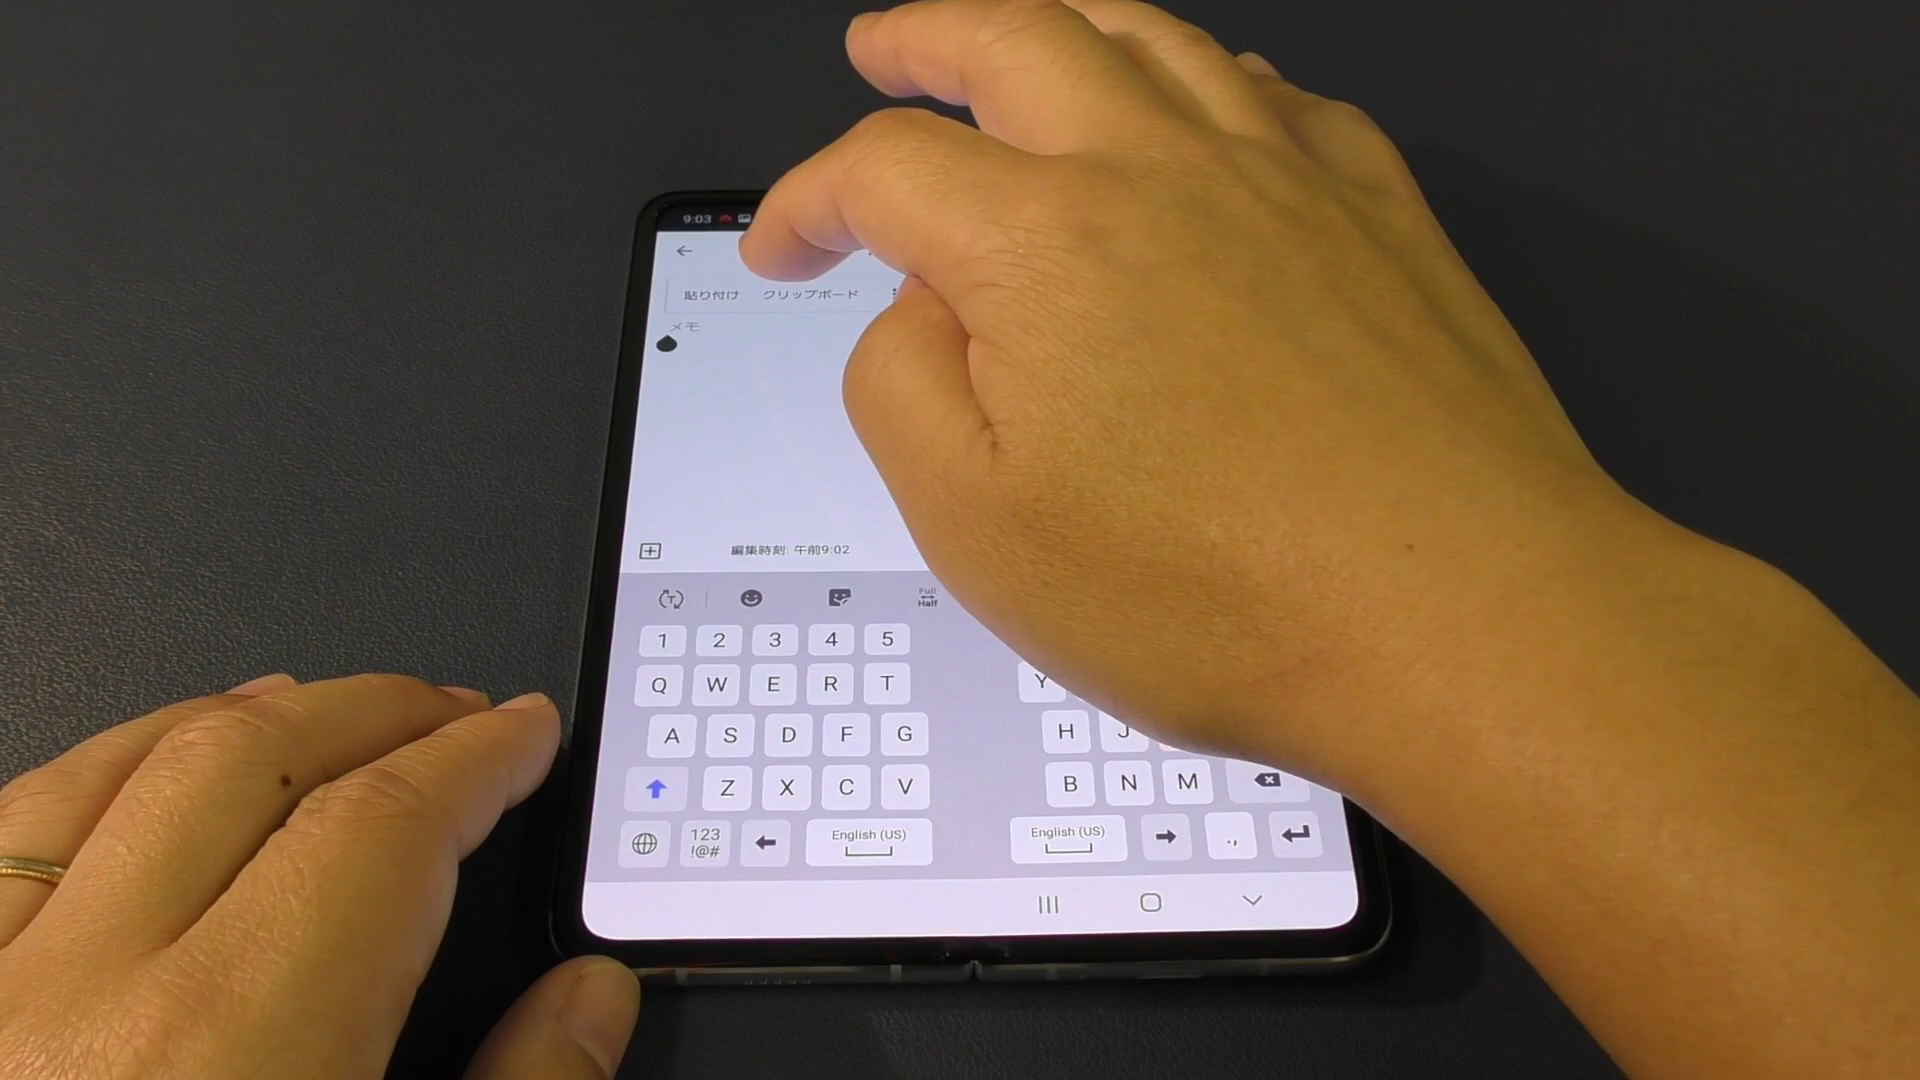 9:03
貼り付け クリップボード
メモ
編集時刻: 午前9:02
Full
Half
1 2 3 4 5
Q W E R T Y
A S D F G H J
Z X C V B N M
123
!@# English (US) English (US) .,